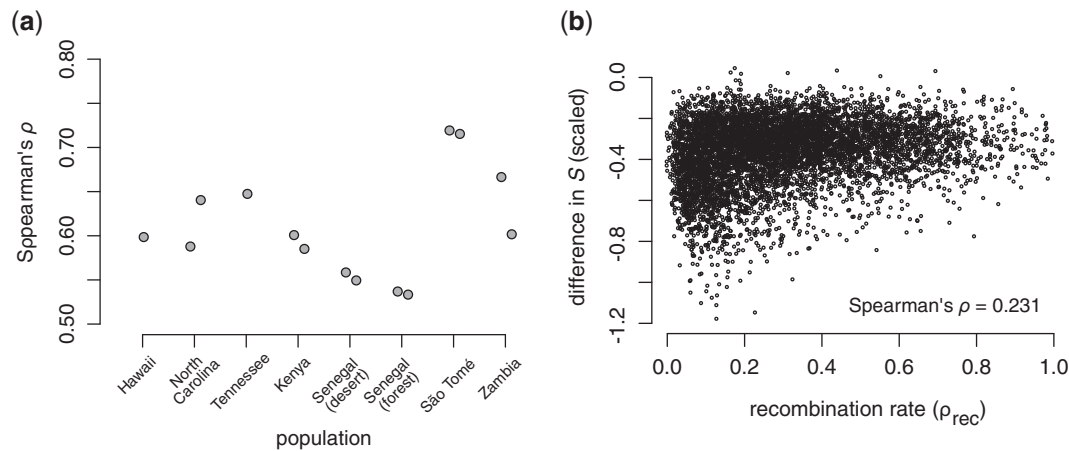 (a)
0.80
0.70
0.60
0.50
Sppearman's ρ
Hawaii
North
Carolina
Tennessee
Kenya
Senegal
(desert)
Senegal
(forest)
São Tomé
Zambia
population
(b)
0.0
-0.4
-0.8
-1.2
difference in S (scaled)
Spearman's ρ = 0.231
0.0
0.2
0.4
0.6
0.8
1.0
recombination rate (ρrec)